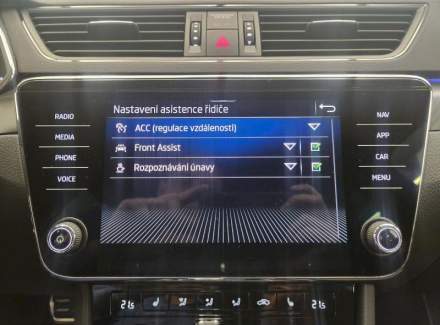 Nastavení asistence řidiče
RADIO
MEDIA
PHONE
VOICE
ACC (regulace vzdálenosti)
Front Assist
Rozpoznávání únavy
NAV
APP
CAR
MENU
21.5
21.5